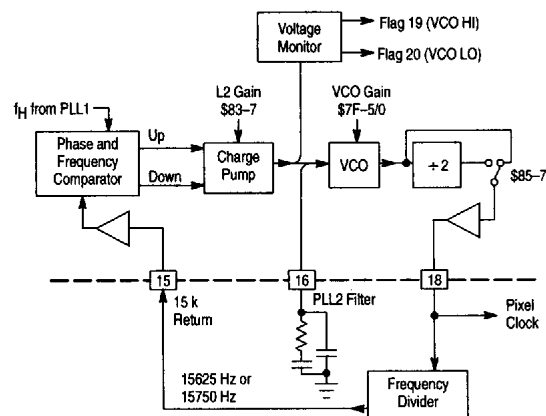 Voltage
Monitor
Flag 19 (VCO HI)
Flag 20 (VCO LO)
L2 Gain
$83–7
VCO Gain
$7F–5/0
fH from PLL1
Phase and
Frequency
Comparator
Up
Down
Charge
Pump
VCO
÷2
$85–7
15
16
18
15 k
Return
PLL2 Filter
Pixel
Clock
15625 Hz or
15750 Hz
Frequency
Divider